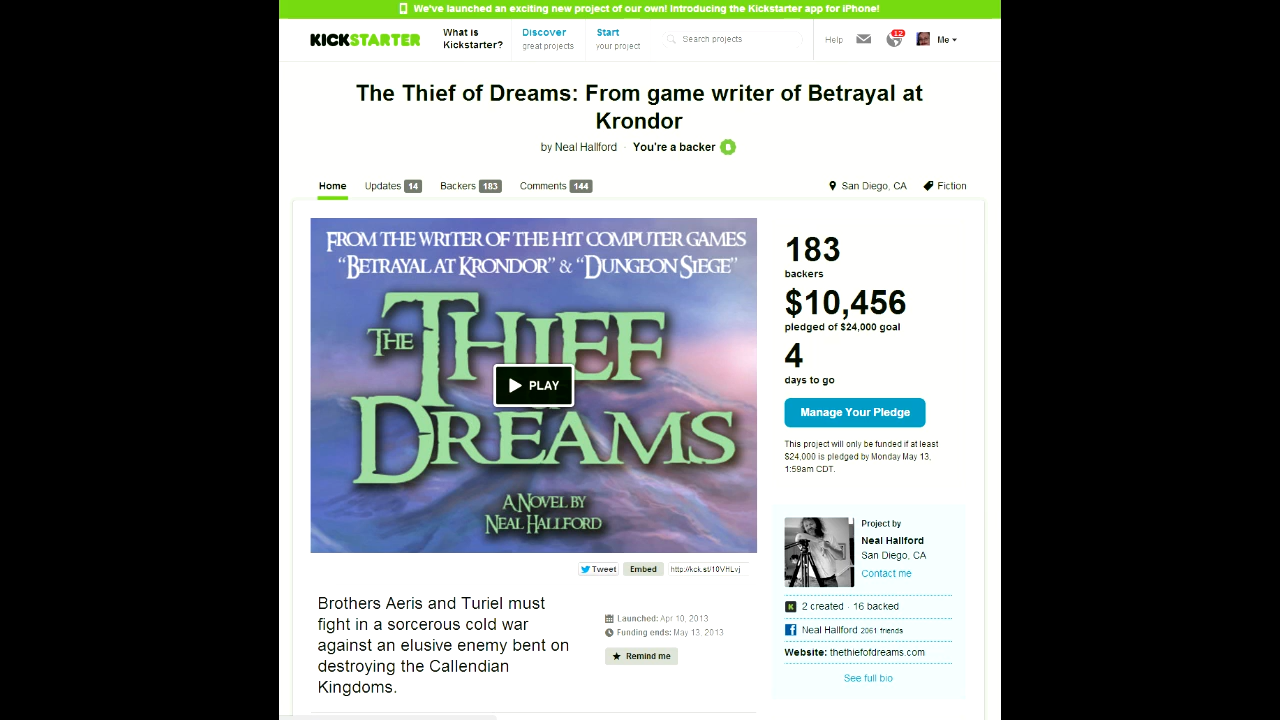 We've launched an exciting new project of our own! Introducing the Kickstarter app for iPhone!
KICKSTARTER
What is Kickstarter?
Discover great projects
Start your project
Search projects
Help
12
Me
The Thief of Dreams: From game writer of Betrayal at
Krondor
by Neal Hallford · You're a backer
Home Updates 14 Backers 183 Comments 144 San Diego, CA Fiction
FROM THE WRITER OF THE HIT COMPUTER GAMES
"BETRAYAL AT KRONDOR" & "DUNGEON SIEGE"
THE THIEF
DREAMS
PLAY
A NOVEL BY
NEAL HALLFORD
Tweet Embed http://kck.st/10VHLvj
Brothers Aeris and Turiel must
fight in a sorcerous cold war
against an elusive enemy bent on
destroying the Callendian
Kingdoms.
Launched: Apr 10, 2013
Funding ends: May 13, 2013
Remind me
183
backers
$10,456
pledged of $24,000 goal
4
days to go
Manage Your Pledge
This project will only be funded if at least
$24,000 is pledged by Monday May 13,
1:59am CDT.
Project by
Neal Hallford
San Diego, CA
Contact me
2 created · 16 backed
Neal Hallford 2061 friends
Website: thethiefofdreams.com
See full bio